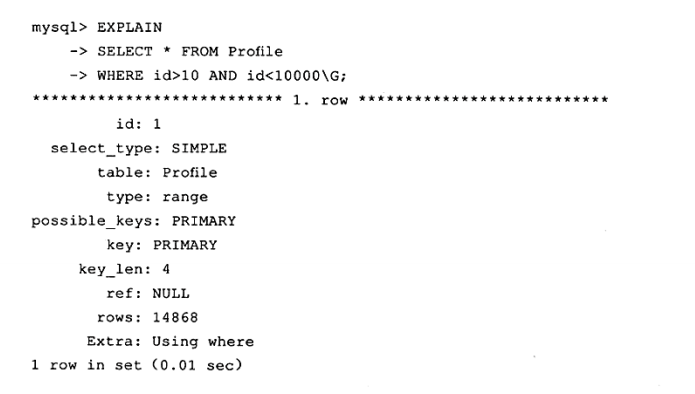 mysql> EXPLAIN
-> SELECT * FROM Profile
-> WHERE id>10 AND id<10000\G;
*************************** 1. row ***************************
id: 1
select_type: SIMPLE
table: Profile
type: range
possible_keys: PRIMARY
key: PRIMARY
key_len: 4
ref: NULL
rows: 14868
Extra: Using where
1 row in set (0.01 sec)